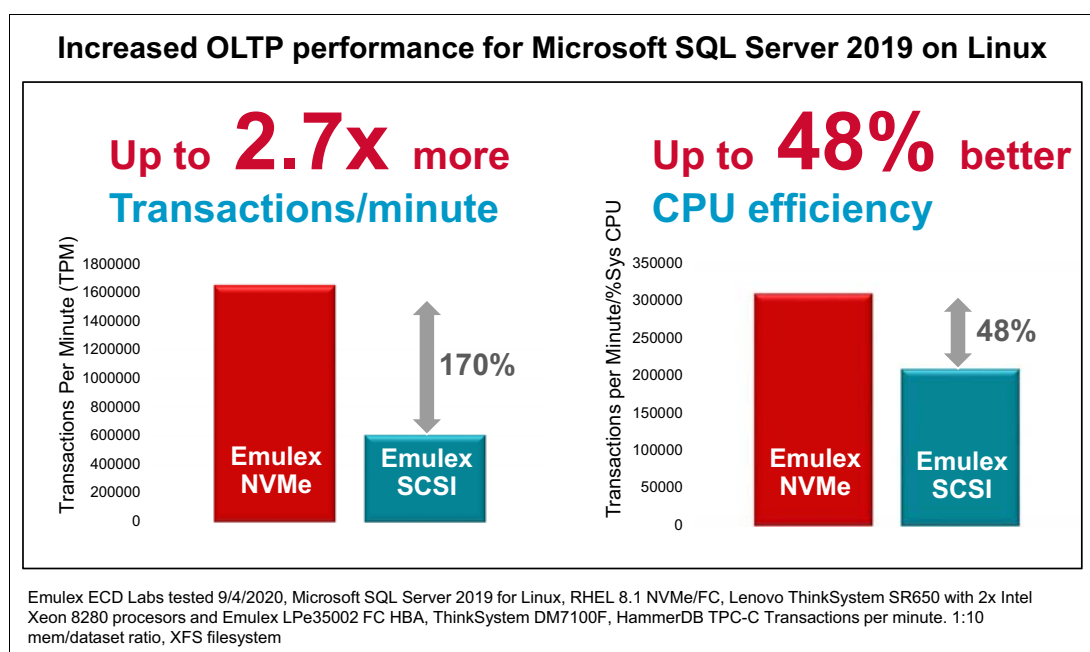 Increased OLTP performance for Microsoft SQL Server 2019 on Linux
Up to 2.7x more
Transactions/minute
Transactions Per Minute (TPM)
1800000
1600000
1400000
1200000
1000000
800000
600000
400000
200000
0
170%
Emulex
NVMe
Emulex
SCSI
Up to 48% better
CPU efficiency
Transactions per Minute/%Sys CPU
350000
300000
250000
200000
150000
100000
50000
0
48%
Emulex
NVMe
Emulex
SCSI
Emulex ECD Labs tested 9/4/2020, Microsoft SQL Server 2019 for Linux, RHEL 8.1 NVMe/FC, Lenovo ThinkSystem SR650 with 2x Intel
Xeon 8280 procesors and Emulex LPe35002 FC HBA, ThinkSystem DM7100F, HammerDB TPC-C Transactions per minute. 1:10
mem/dataset ratio, XFS filesystem